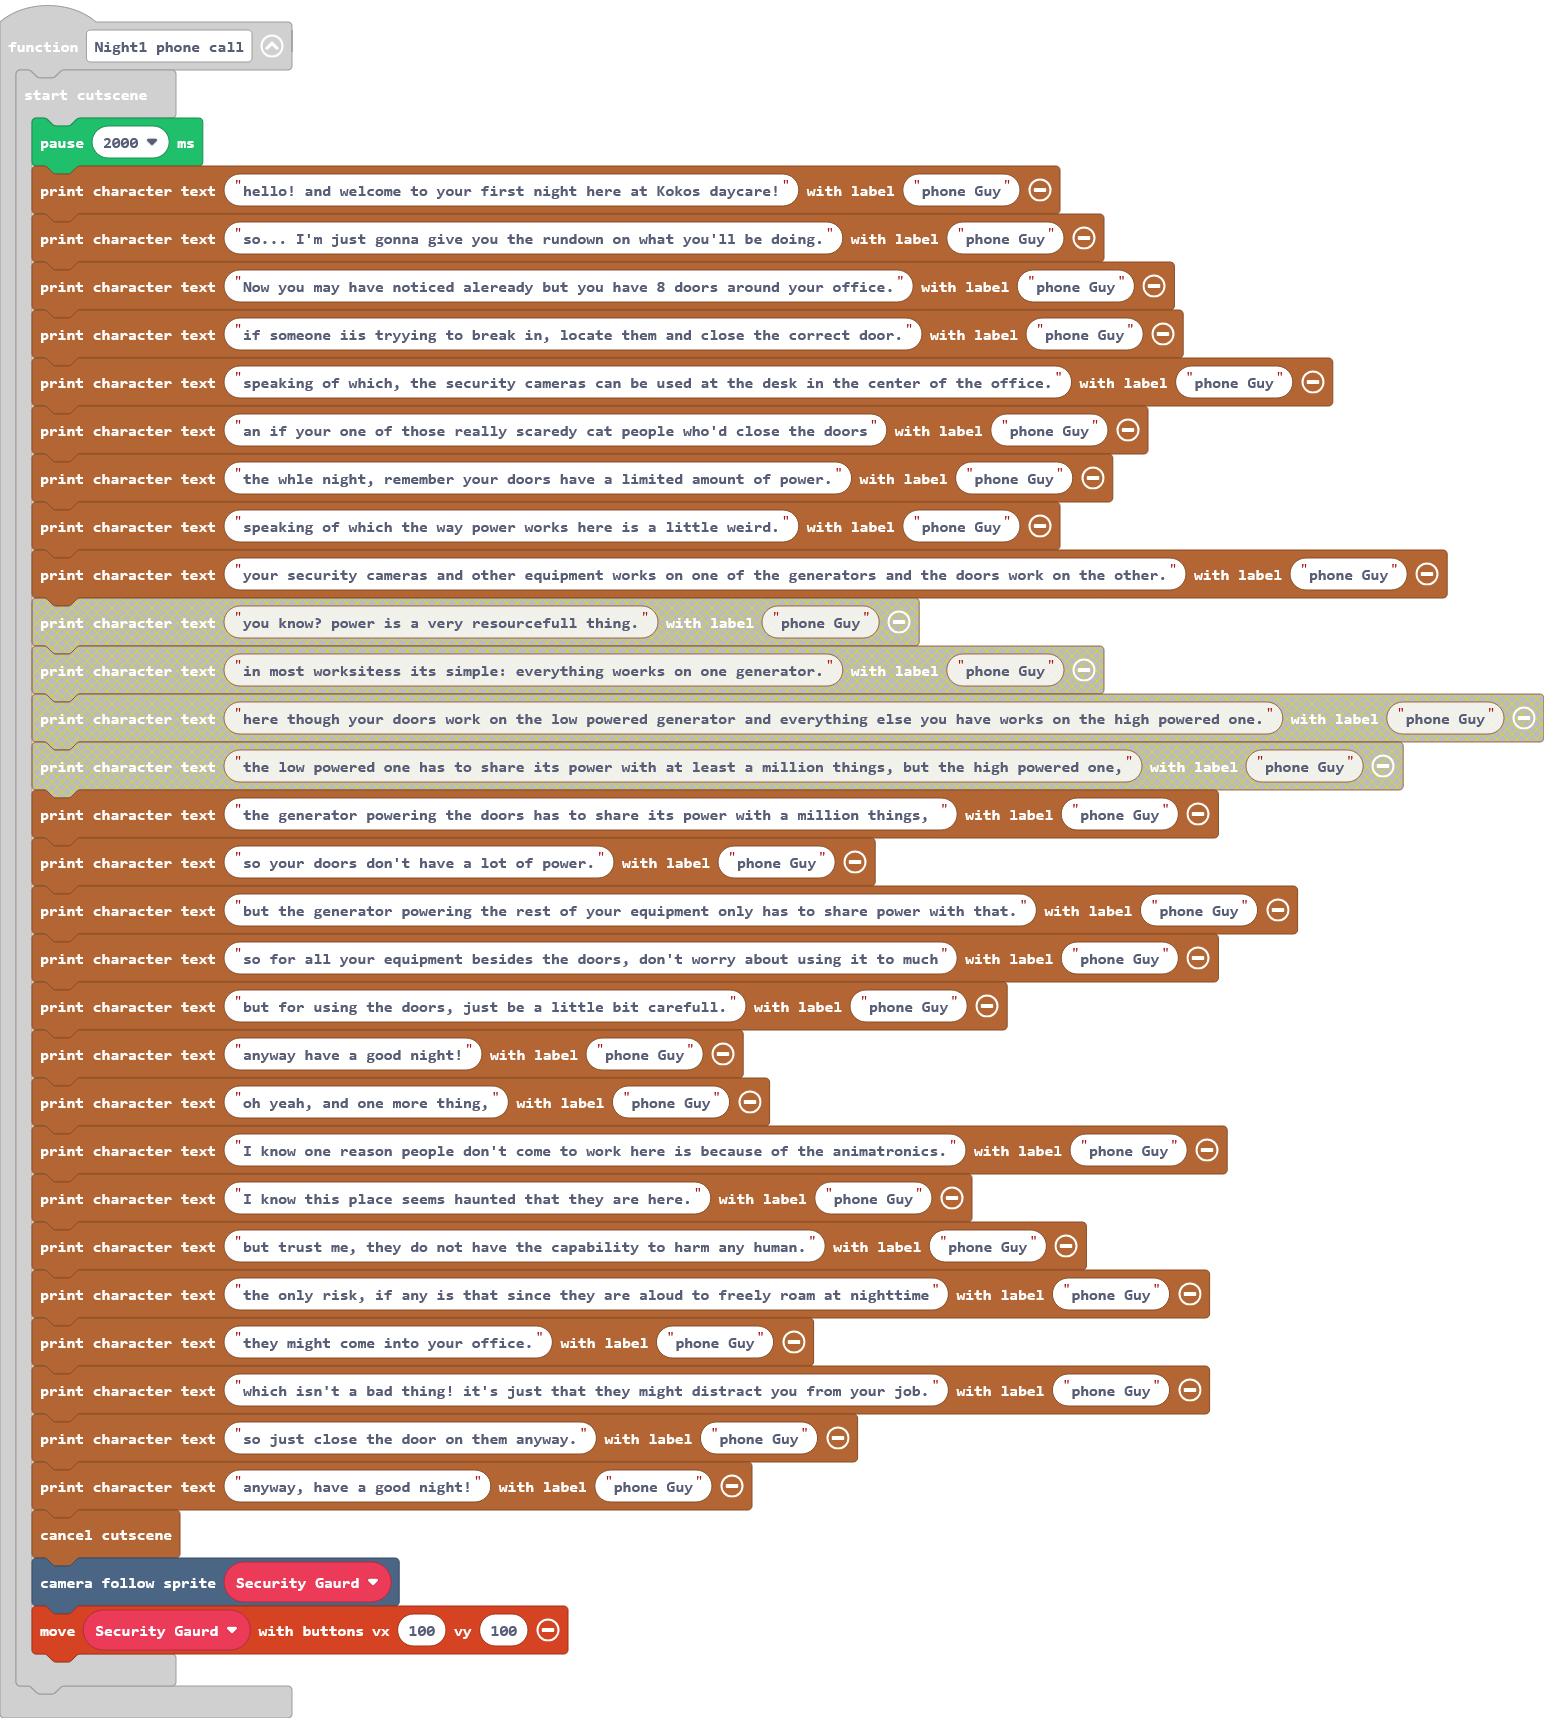 function Night1 phone call
start cutscene
pause 2000 ms
print character text "hello! and welcome to your first night here at Kokos daycare!" with label "phone Guy"
print character text "so... I'm just gonna give you the rundown on what you'll be doing." with label "phone Guy"
print character text "Now you may have noticed aleready but you have 8 doors around your office." with label "phone Guy"
print character text "if someone iis tryying to break in, locate them and close the correct door." with label "phone Guy"
print character text "speaking of which, the security cameras can be used at the desk in the center of the office." with label "phone Guy"
print character text "an if your one of those really scaredy cat people who'd close the doors" with label "phone Guy"
print character text "the whle night, remember your doors have a limited amount of power." with label "phone Guy"
print character text "speaking of which the way power works here is a little weird." with label "phone Guy"
print character text "your security cameras and other equipment works on one of the generators and the doors work on the other." with label "phone Guy"
print character text "you know? power is a very resourcefull thing." with label "phone Guy"
print character text "in most worksitess its simple: everything woerks on one generator." with label "phone Guy"
print character text "here though your doors work on the low powered generator and everything else you have works on the high powered one." with label "phone Guy"
print character text "the low powered one has to share its power with at least a million things, but the high powered one," with label "phone Guy"
print character text "the generator powering the doors has to share its power with a million things, " with label "phone Guy"
print character text "so your doors don't have a lot of power." with label "phone Guy"
print character text "but the generator powering the rest of your equipment only has to share power with that." with label "phone Guy"
print character text "so for all your equipment besides the doors, don't worry about using it to much" with label "phone Guy"
print character text "but for using the doors, just be a little bit carefull." with label "phone Guy"
print character text "anyway have a good night!" with label "phone Guy"
print character text "oh yeah, and one more thing," with label "phone Guy"
print character text "I know one reason people don't come to work here is because of the animatronics. " with label "phone Guy"
print character text "I know this place seems haunted that they are here." with label "phone Guy"
print character text "but trust me, they do not have the capability to harm any human." with label "phone Guy"
print character text "the only risk, if any is that since they are aloud to freely roam at nighttime" with label "phone Guy"
print character text "they might come into your office." with label "phone Guy"
print character text "which isn't a bad thing! it's just that they might distract you from your job." with label "phone Guy"
print character text "so just close the door on them anyway." with label "phone Guy"
print character text "anyway, have a good night!" with label "phone Guy"
cancel cutscene
camera follow sprite Security Gaurd
move Security Gaurd with buttons vx 100 vy 100